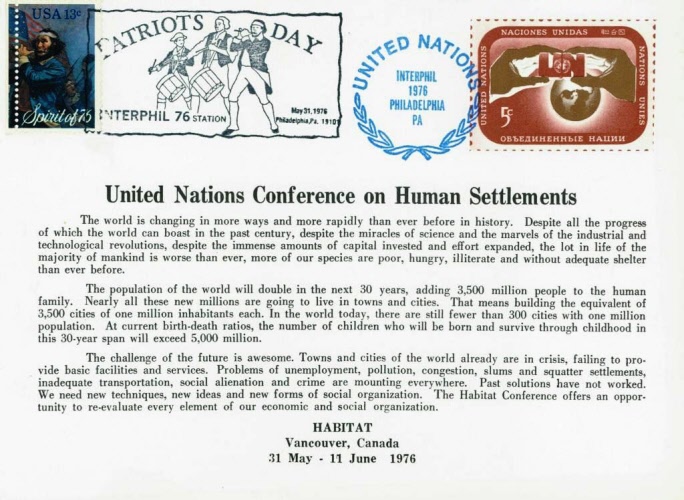 USA 13c
Spirit of 76
PATRIOTS DAY
INTERPHIL 76 STATION
May 31, 1976
Philadelphia, Pa. 19101
UNITED NATIONS
INTERPHIL
1976
PHILADELPHIA
PA
NACIONES UNIDAS
UNITED NATIONS
NATIONS UNIES
5c
ОБЪЕДИНЕННЫЕ НАЦИИ
United Nations Conference on Human Settlements
The world is changing in more ways and more rapidly than ever before in history. Despite all the progress
of which the world can boast in the past century, despite the miracles of science and the marvels of the industrial and
technological revolutions, despite the immense amounts of capital invested and effort expanded, the lot in life of the
majority of mankind is worse than ever, more of our species are poor, hungry, illiterate and without adequate shelter
than ever before.
The population of the world will double in the next 30 years, adding 3,500 million people to the human
family. Nearly all these new millions are going to live in towns and cities. That means building the equivalent of
3,500 cities of one million inhabitants each. In the world today, there are still fewer than 300 cities with one million
population. At current birth-death ratios, the number of children who will be born and survive through childhood in
this 30-year span will exceed 5,000 million.
The challenge of the future is awesome. Towns and cities of the world already are in crisis, failing to pro-
vide basic facilities and services. Problems of unemployment, pollution, congestion, slums and squatter settlements,
inadequate transportation, social alienation and crime are mounting everywhere. Past solutions have not worked.
We need new techniques, new ideas and new forms of social organization. The Habitat Conference offers an oppor-
tunity to re-evaluate every element of our economic and social organization.
HABITAT
Vancouver, Canada
31 May - 11 June 1976